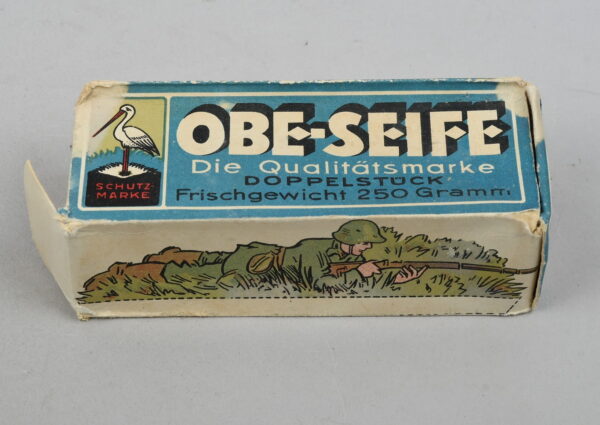 OBE-SEIFE
Die Qualitätsmarke
DOPPELSTÜCK
Frischgewicht 250 Gramm
SCHUTZ-
MARKE